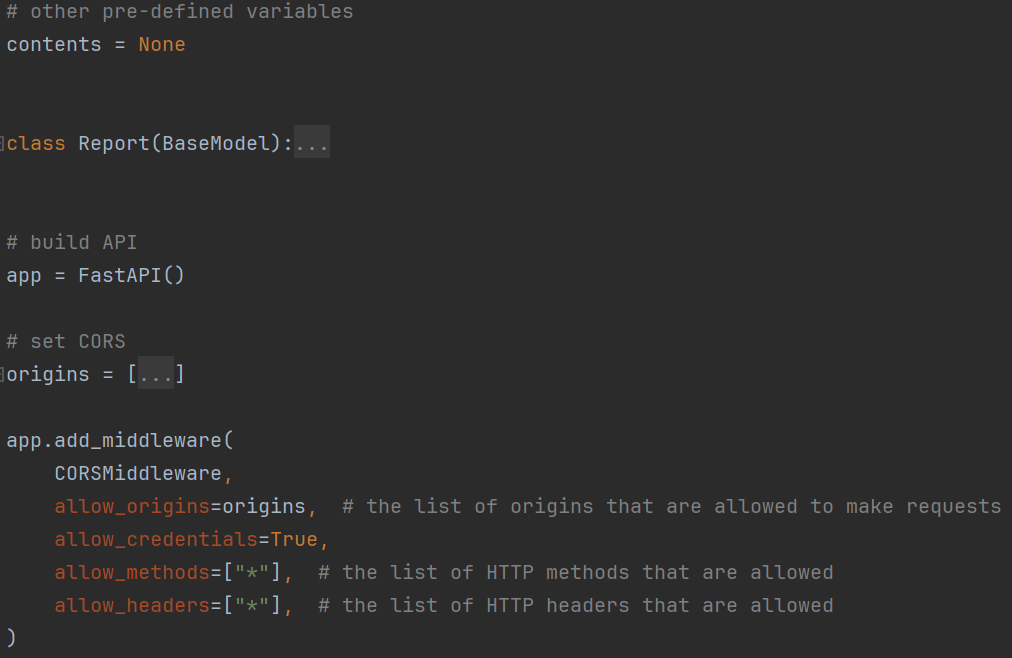 # other pre-defined variables
contents = None
class Report(BaseModel):...
# build API
app = FastAPI()
# set CORS
origins = [...]
app.add_middleware(
    CORSMiddleware,
    allow_origins=origins,  # the list of origins that are allowed to make requests
    allow_credentials=True,
    allow_methods=["*"],  # the list of HTTP methods that are allowed
    allow_headers=["*"],  # the list of HTTP headers that are allowed
)